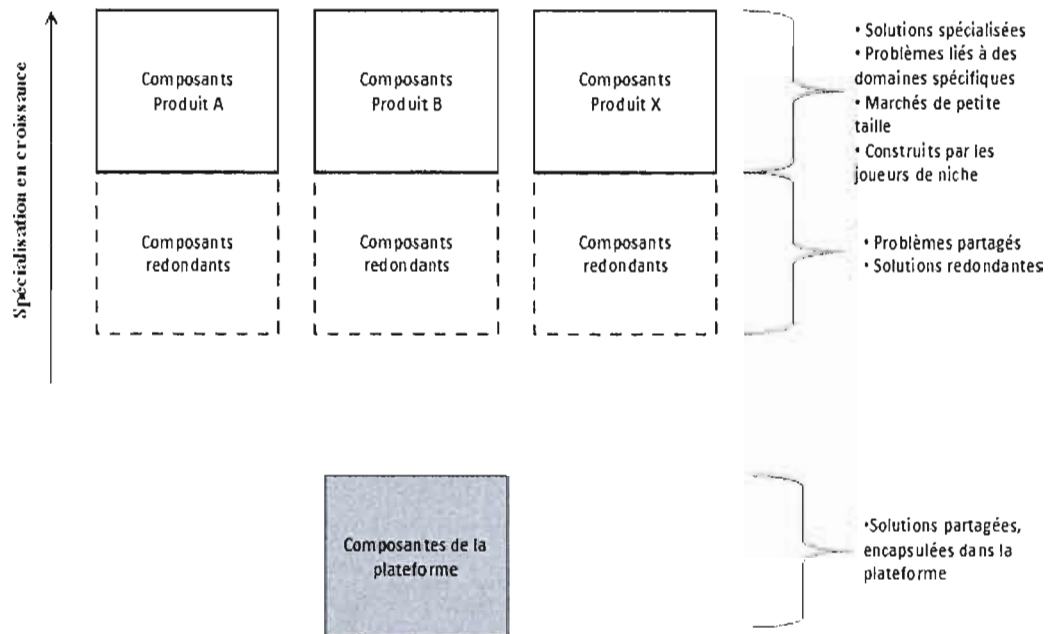 Spécialisation en croissance
Composants
Produit A
Composants
Produit B
Composants
Produit X
• Solutions spécialisées
• Problèmes liés à des
domaines spécifiques
• Marchés de petite
taille
• Construits par les
joueurs de niche
Composants
redondants
Composants
redondants
Composants
redondants
• Problèmes partagés
• Solutions redondantes
Composantes de la
plateforme
•Solutions partagées,
encapsulées dans la
plateforme